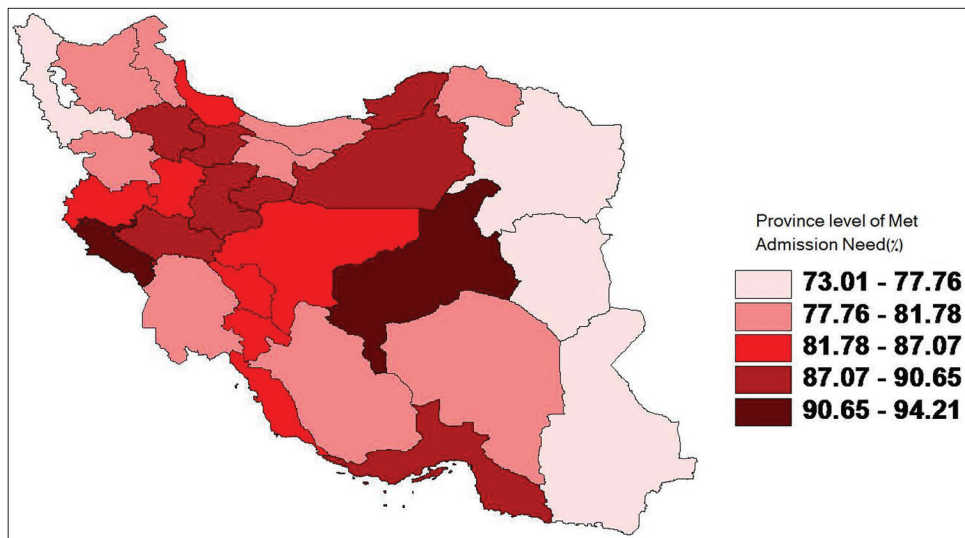 Province level of Met
Admission Need(%)
73.01 - 77.76
77.76 - 81.78
81.78 - 87.07
87.07 - 90.65
90.65 - 94.21